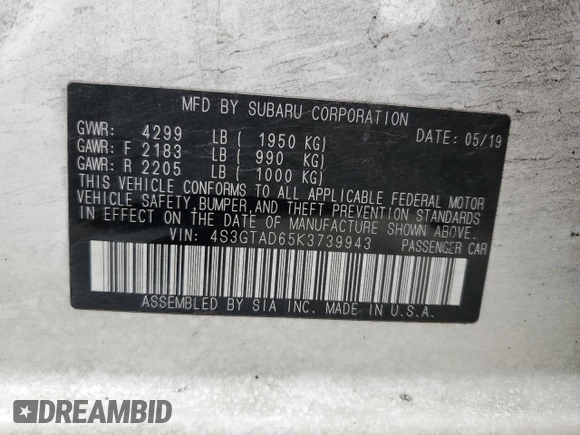 MFD BY SUBARU CORPORATION
GVWR: 4299 LB ( 1950 KG) DATE: 05/19
GAWR: F 2183 LB ( 990 KG)
GAWR: R 2205 LB ( 1000 KG)
THIS VEHICLE CONFORMS TO ALL APPLICABLE FEDERAL MOTOR
VEHICLE SAFETY, BUMPER, AND THEFT PREVENTION STANDARDS
IN EFFECT ON THE DATE OF MANUFACTURE SHOWN ABOVE.
VIN: 4S3GTAD65K3739943 PASSENGER CAR
ASSEMBLED BY SIA INC. MADE IN U.S.A.
DREAMBID